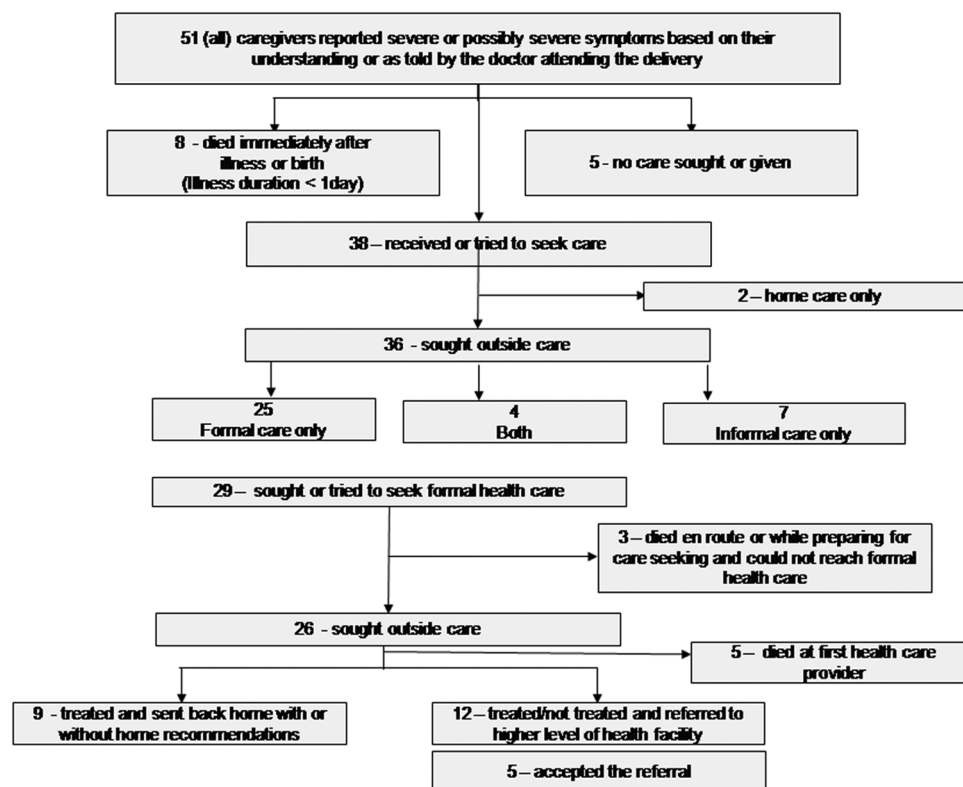 51 (all) caregivers reported severe or possibly severe symptoms based on their
understanding or as told by the doctor attending the delivery
8 - died immediately after
illness or birth
(Illness duration < 1day)
5 - no care sought or given
38 – received or tried to seek care
2 – home care only
36 - sought outside care
25
Formal care only
4
Both
7
Informal care only
29 – sought or tried to seek formal health care
3 – died en route or while preparing for
care seeking and could not reach formal
health care
26 - sought outside care
5 – died at first health care
provider
9 - treated and sent back home with or
without home recommendations
12 – treated/not treated and referred to
higher level of health facility
5 – accepted the referral